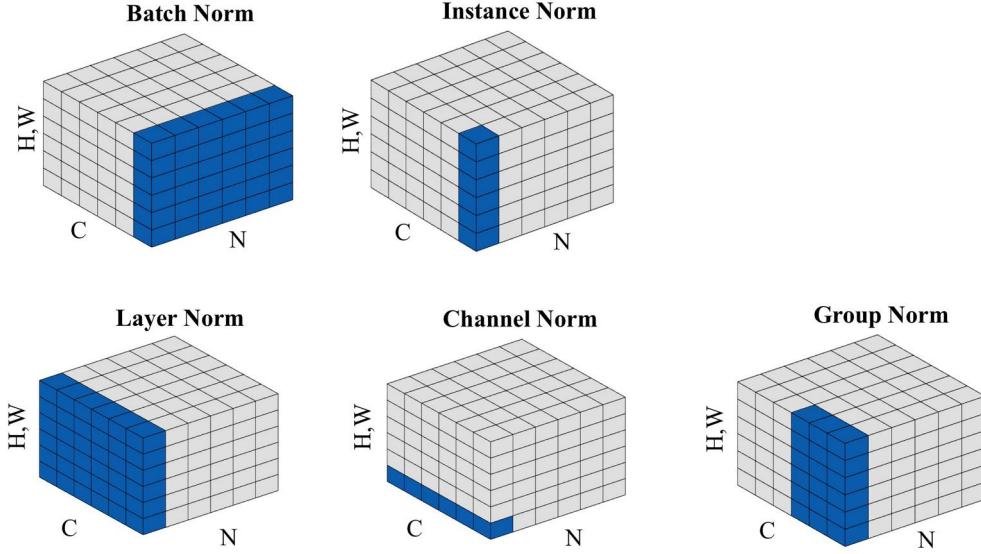 Batch Norm
Instance Norm
H,W
C
N
H,W
C
N
Layer Norm
Channel Norm
Group Norm
H,W
C
N
H,W
C
N
H,W
C
N